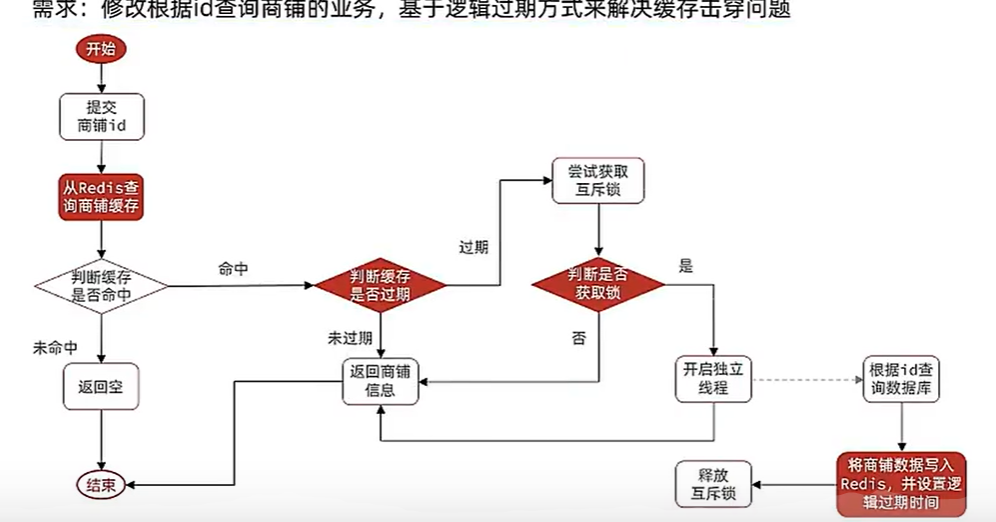 需求：修改根据id查询商铺的业务，基于逻辑过期方式来解决缓存击穿问题
开始
提交
商铺id
从Redis查
询商铺缓存
判断缓存
是否命中
命中
未命中
返回空
结束
判断缓存
是否过期
过期
未过期
返回商铺
信息
尝试获取
互斥锁
判断是否
获取锁
是
否
开启独立
线程
根据id查
询数据库
将商铺数据写入
Redis，并设置逻
辑过期时间
释放
互斥锁